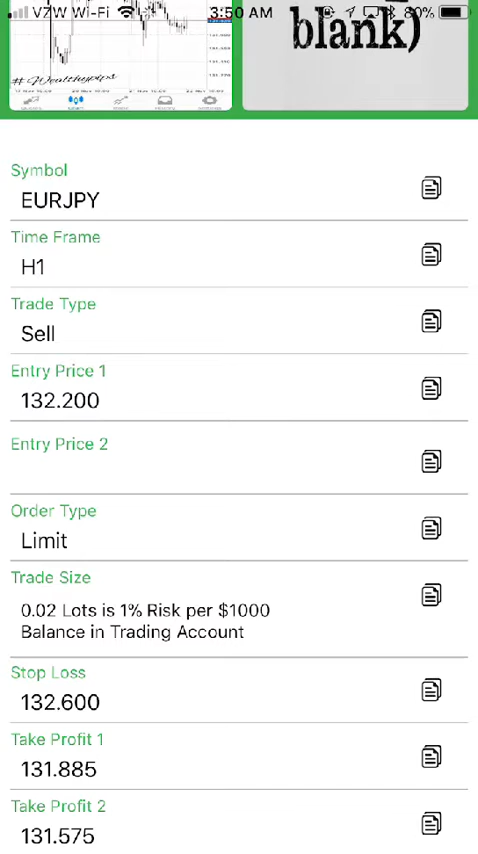 VZW Wi-Fi 3:50 AM 80%
blank)
#Wealthypips
Symbol
EURJPY
Time Frame
H1
Trade Type
Sell
Entry Price 1
132.200
Entry Price 2
Order Type
Limit
Trade Size
0.02 Lots is 1% Risk per $1000
Balance in Trading Account
Stop Loss
132.600
Take Profit 1
131.885
Take Profit 2
131.575